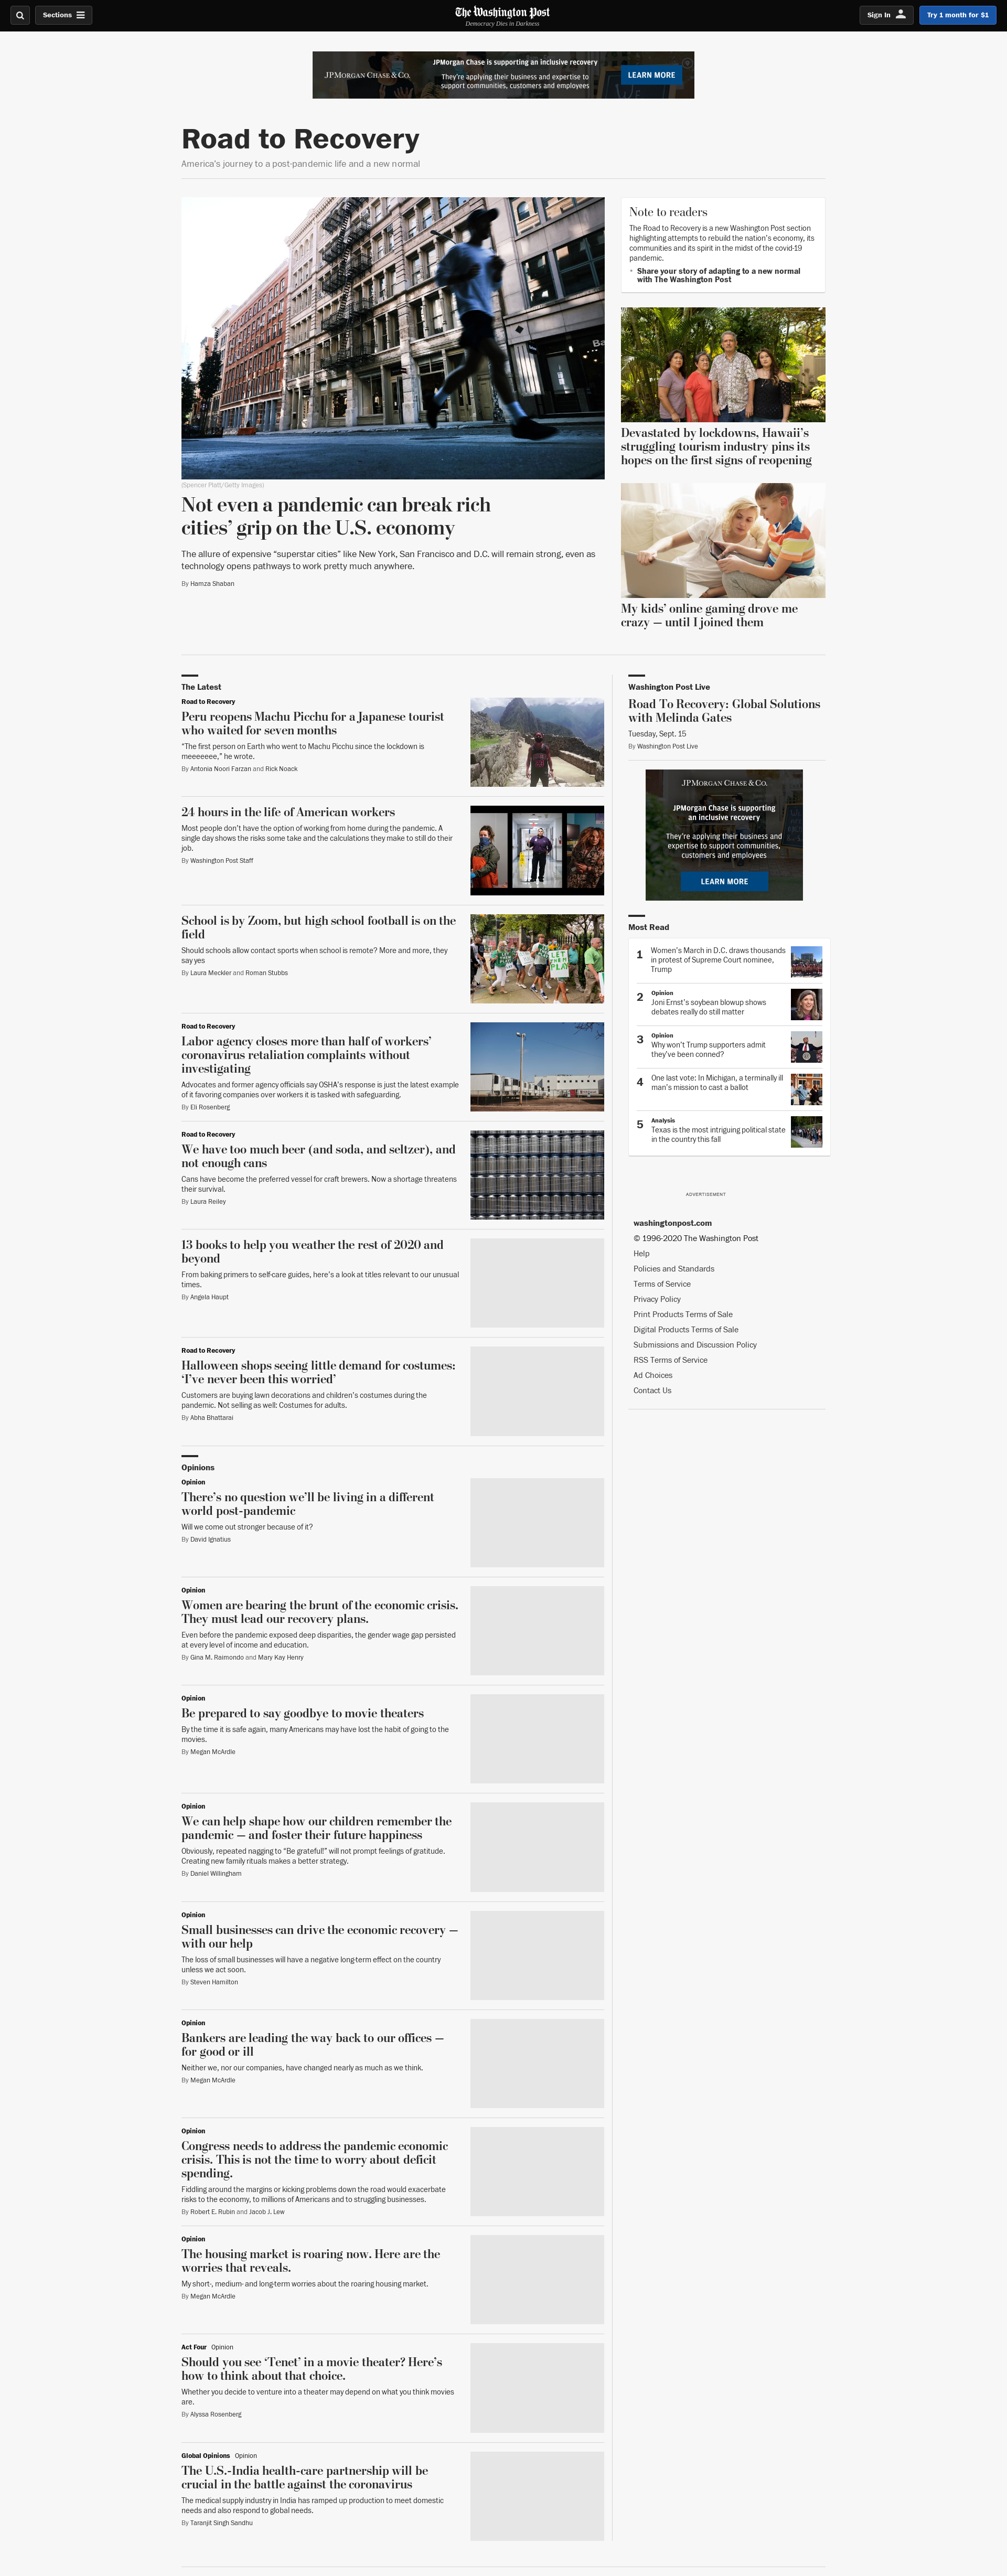 Sections
The Washington Post
Democracy Dies in Darkness
Sign In
Try 1 month for $1
JPMORGAN CHASE & CO.
JPMorgan Chase is supporting an inclusive recovery
They're applying their business and expertise to
support communities, customers and employees
LEARN MORE
Road to Recovery
America's journey to a post-pandemic life and a new normal
(Spencer Platt/Getty Images)
Not even a pandemic can break rich
cities’ grip on the U.S. economy
The allure of expensive “superstar cities” like New York, San Francisco and D.C. will remain strong, even as
technology opens pathways to work pretty much anywhere.
By Hamza Shaban
Note to readers
The Road to Recovery is a new Washington Post section
highlighting attempts to rebuild the nation’s economy, its
communities and its spirit in the midst of the covid-19
pandemic.
Share your story of adapting to a new normal
with The Washington Post
Devastated by lockdowns, Hawaii’s
struggling tourism industry pins its
hopes on the first signs of reopening
My kids’ online gaming drove me
crazy — until I joined them
The Latest
Road to Recovery
Peru reopens Machu Picchu for a Japanese tourist
who waited for seven months
“The first person on Earth who went to Machu Picchu since the lockdown is
meeeeeee,” he wrote.
By Antonia Noori Farzan and Rick Noack
24 hours in the life of American workers
Most people don’t have the option of working from home during the pandemic. A
single day shows the risks some take and the calculations they make to still do their
job.
By Washington Post Staff
School is by Zoom, but high school football is on the
field
Should schools allow contact sports when school is remote? More and more, they
say yes
By Laura Meckler and Roman Stubbs
LET
THEM
PLAY
Road to Recovery
Labor agency closes more than half of workers’
coronavirus retaliation complaints without
investigating
Advocates and former agency officials say OSHA’s response is just the latest example
of it favoring companies over workers it is tasked with safeguarding.
By Eli Rosenberg
Road to Recovery
We have too much beer (and soda, and seltzer), and
not enough cans
Cans have become the preferred vessel for craft brewers. Now a shortage threatens
their survival.
By Laura Reiley
13 books to help you weather the rest of 2020 and
beyond
From baking primers to self-care guides, here’s a look at titles relevant to our unusual
times.
By Angela Haupt
Road to Recovery
Halloween shops seeing little demand for costumes:
‘I’ve never been this worried’
Customers are buying lawn decorations and children’s costumes during the
pandemic. Not selling as well: Costumes for adults.
By Abha Bhattarai
Opinions
Opinion
There’s no question we’ll be living in a different
world post-pandemic
Will we come out stronger because of it?
By David Ignatius
Opinion
Women are bearing the brunt of the economic crisis.
They must lead our recovery plans.
Even before the pandemic exposed deep disparities, the gender wage gap persisted
at every level of income and education.
By Gina M. Raimondo and Mary Kay Henry
Opinion
Be prepared to say goodbye to movie theaters
By the time it is safe again, many Americans may have lost the habit of going to the
movies.
By Megan McArdle
Opinion
We can help shape how our children remember the
pandemic — and foster their future happiness
Obviously, repeated nagging to “Be grateful!” will not prompt feelings of gratitude.
Creating new family rituals makes a better strategy.
By Daniel Willingham
Opinion
Small businesses can drive the economic recovery —
with our help
The loss of small businesses will have a negative long-term effect on the country
unless we act soon.
By Steven Hamilton
Opinion
Bankers are leading the way back to our offices —
for good or ill
Neither we, nor our companies, have changed nearly as much as we think.
By Megan McArdle
Opinion
Congress needs to address the pandemic economic
crisis. This is not the time to worry about deficit
spending.
Fiddling around the margins or kicking problems down the road would exacerbate
risks to the economy, to millions of Americans and to struggling businesses.
By Robert E. Rubin and Jacob J. Lew
Opinion
The housing market is roaring now. Here are the
worries that reveals.
My short-, medium- and long-term worries about the roaring housing market.
By Megan McArdle
Act Four Opinion
Should you see ‘Tenet’ in a movie theater? Here’s
how to think about that choice.
Whether you decide to venture into a theater may depend on what you think movies
are.
By Alyssa Rosenberg
Global Opinions Opinion
The U.S.-India health-care partnership will be
crucial in the battle against the coronavirus
The medical supply industry in India has ramped up production to meet domestic
needs and also respond to global needs.
By Taranjit Singh Sandhu
Washington Post Live
Road To Recovery: Global Solutions
with Melinda Gates
Tuesday, Sept. 15
By Washington Post Live
JPMORGAN CHASE & CO.
JPMorgan Chase is supporting
an inclusive recovery
They're applying their business and
expertise to support communities,
customers and employees
LEARN MORE
Most Read
1
Women’s March in D.C. draws thousands
in protest of Supreme Court nominee,
Trump
2
Opinion
Joni Ernst’s soybean blowup shows
debates really do still matter
3
Opinion
Why won’t Trump supporters admit
they’ve been conned?
4
One last vote: In Michigan, a terminally ill
man’s mission to cast a ballot
5
Analysis
Texas is the most intriguing political state
in the country this fall
ADVERTISEMENT
washingtonpost.com
© 1996-2020 The Washington Post
Help
Policies and Standards
Terms of Service
Privacy Policy
Print Products Terms of Sale
Digital Products Terms of Sale
Submissions and Discussion Policy
RSS Terms of Service
Ad Choices
Contact Us